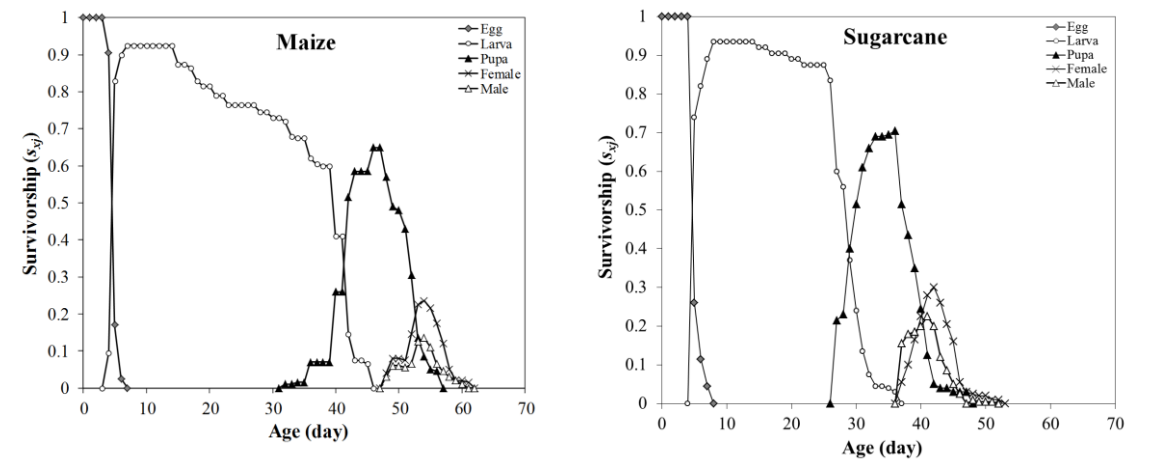 Maize
Egg
Larva
Pupa
Female
Male
1
0.9
0.8
0.7
0.6
0.5
0.4
0.3
0.2
0.1
0
Survivorship (sxj)
0 10 20 30 40 50 60 70
Age (day)
Sugarcane
Egg
Larva
Pupa
Female
Male
1
0.9
0.8
0.7
0.6
0.5
0.4
0.3
0.2
0.1
0
Survivorship (sxj)
0 10 20 30 40 50 60 70
Age (day)